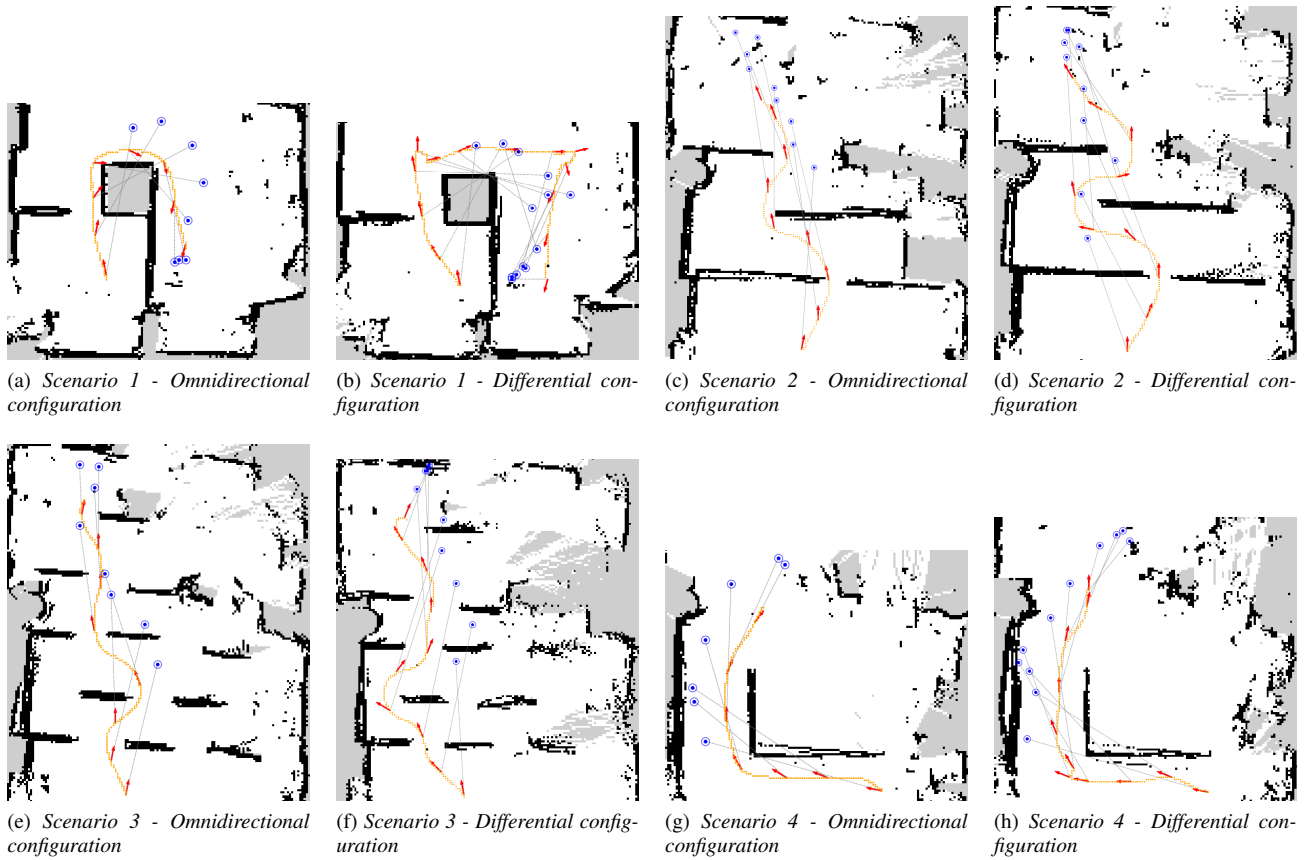 (a) Scenario 1 - Omnidirectional
configuration
(b) Scenario 1 - Differential con-
figuration
(c) Scenario 2 - Omnidirectional
configuration
(d) Scenario 2 - Differential con-
figuration
(e) Scenario 3 - Omnidirectional
configuration
(f) Scenario 3 - Differential config-
uration
(g) Scenario 4 - Omnidirectional
configuration
(h) Scenario 4 - Differential con-
figuration